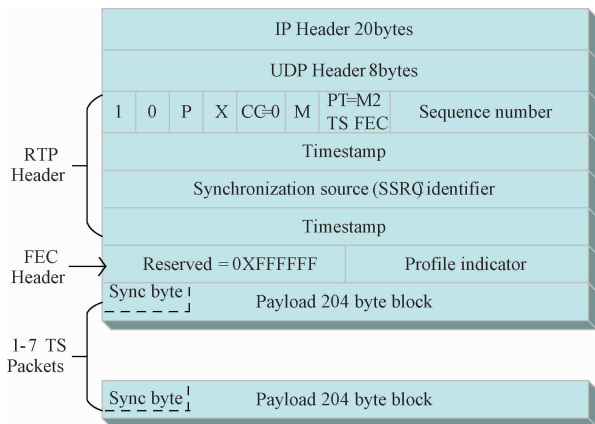 IP Header 20bytes
UDP Header 8bytes
1 0 P X CC=0 M PT=M2 TS FEC Sequence number
RTP Header
Timestamp
Synchronization source (SSRC) identifier
Timestamp
FEC Header
Reserved = 0XFFFFFF Profile indicator
Sync byte Payload 204 byte block
1-7 TS Packets
Sync byte Payload 204 byte block